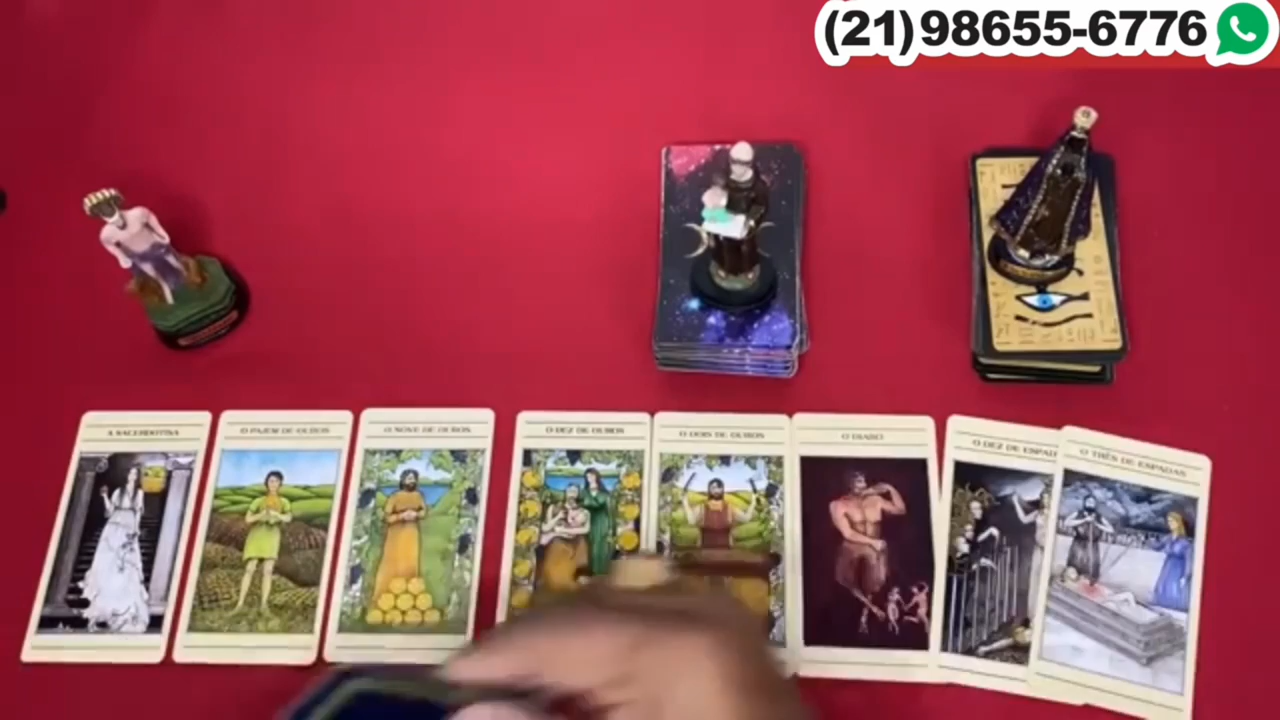 (21)98655-6776
A SACERDOTISA
O PAJEM DE OUROS
O NOVE DE OUROS
O DEZ DE OUROS
O DOIS DE OUROS
O DIABO
O DEZ DE ESPAD
O TRÊS DE ESPADAS